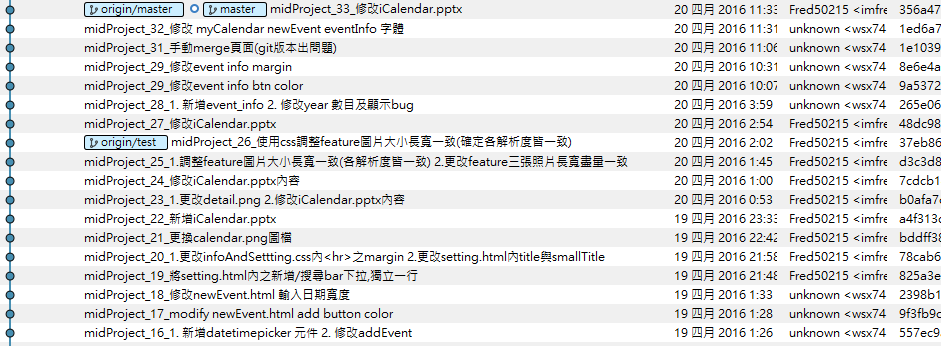 origin/master master midProject_33_修改iCalendar.pptx 20 四月 2016 11:33 Fred50215 <imfre 356a47
midProject_32_修改 myCalendar newEvent eventInfo 字體 20 四月 2016 11:31 unknown <wsx74 1ed6a7
midProject_31_手動merge頁面(git版本出問題) 20 四月 2016 11:06 unknown <wsx74 1e1039
midProject_29_修改event info margin 20 四月 2016 10:31 unknown <wsx74 8e6e4a
midProject_29_修改event info btn color 20 四月 2016 10:07 unknown <wsx74 9a5372
midProject_28_1. 新增event_info 2. 修改year 數目及顯示bug 20 四月 2016 3:59 unknown <wsx74 265e06
midProject_27_修改iCalendar.pptx 20 四月 2016 2:54 Fred50215 <imfre 48dc98
origin/test midProject_26_使用css調整feature圖片大小長寬一致(確定各解析度皆一致) 20 四月 2016 2:02 Fred50215 <imfre 37eb86
midProject_25_1.調整feature圖片大小長寬一致(各解析度皆一致) 2.更改feature三張照片長寬盡量一致 20 四月 2016 1:45 Fred50215 <imfre d3c3d8
midProject_24_修改iCalendar.pptx內容 20 四月 2016 1:00 Fred50215 <imfre 7cdcb1
midProject_23_1.更改detail.png 2.修改iCalendar.pptx內容 20 四月 2016 0:53 Fred50215 <imfre b0afa7
midProject_22_新增iCalendar.pptx 19 四月 2016 23:33 Fred50215 <imfre a4f313
midProject_21_更換calendar.png圖檔 19 四月 2016 22:42 Fred50215 <imfre bddff3
midProject_20_1.更改infoAndSettting.css內<hr>之margin 2.更改setting.html內title與smallTitle 19 四月 2016 21:58 Fred50215 <imfre 78cab6
midProject_19_將setting.html內之新增/搜尋bar下拉,獨立一行 19 四月 2016 21:48 Fred50215 <imfre 825a3e
midProject_18_修改newEvent.html 輸入日期寬度 19 四月 2016 1:33 unknown <wsx74 2398b1
midProject_17_modify newEvent.html add button color 19 四月 2016 1:28 unknown <wsx74 9f3fb9
midProject_16_1. 新增datetimepicker 元件 2. 修改addEvent 19 四月 2016 1:26 unknown <wsx74 557ec9